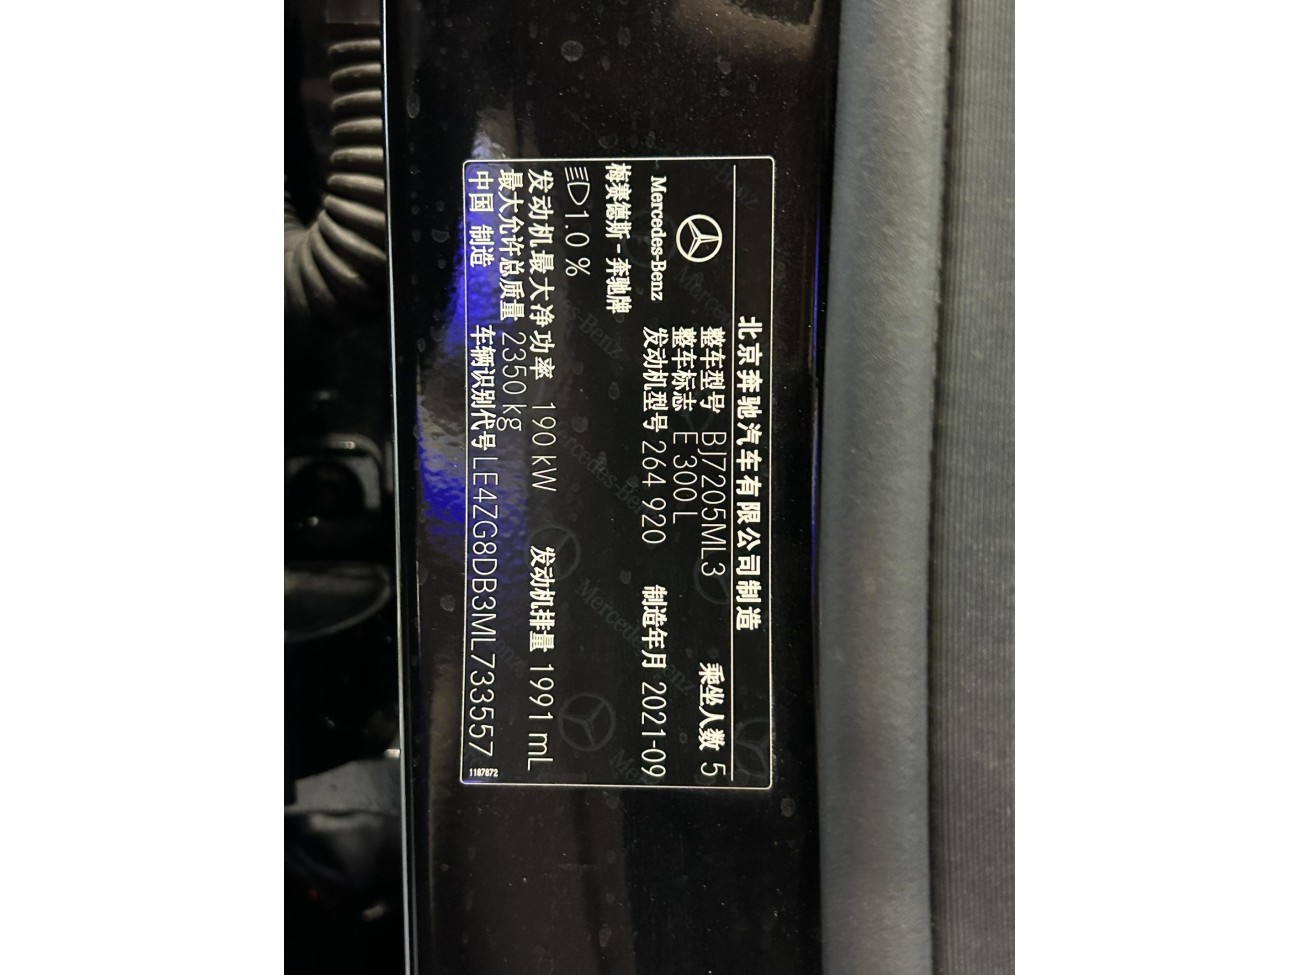 北京奔驰汽车有限公司制造
整车型号 BJ7205ML3 乘坐人数 5
整车标志 E 300 L
Mercedes-Benz 发动机型号 264 920 制造年月 2021-09
梅赛德斯-奔驰牌
1.0 %
发动机最大净功率 190 kW 发动机排量 1991 mL
最大允许总质量 2350 kg
中国 制造 车辆识别代号 LE4ZG8DB3ML733557 1187672